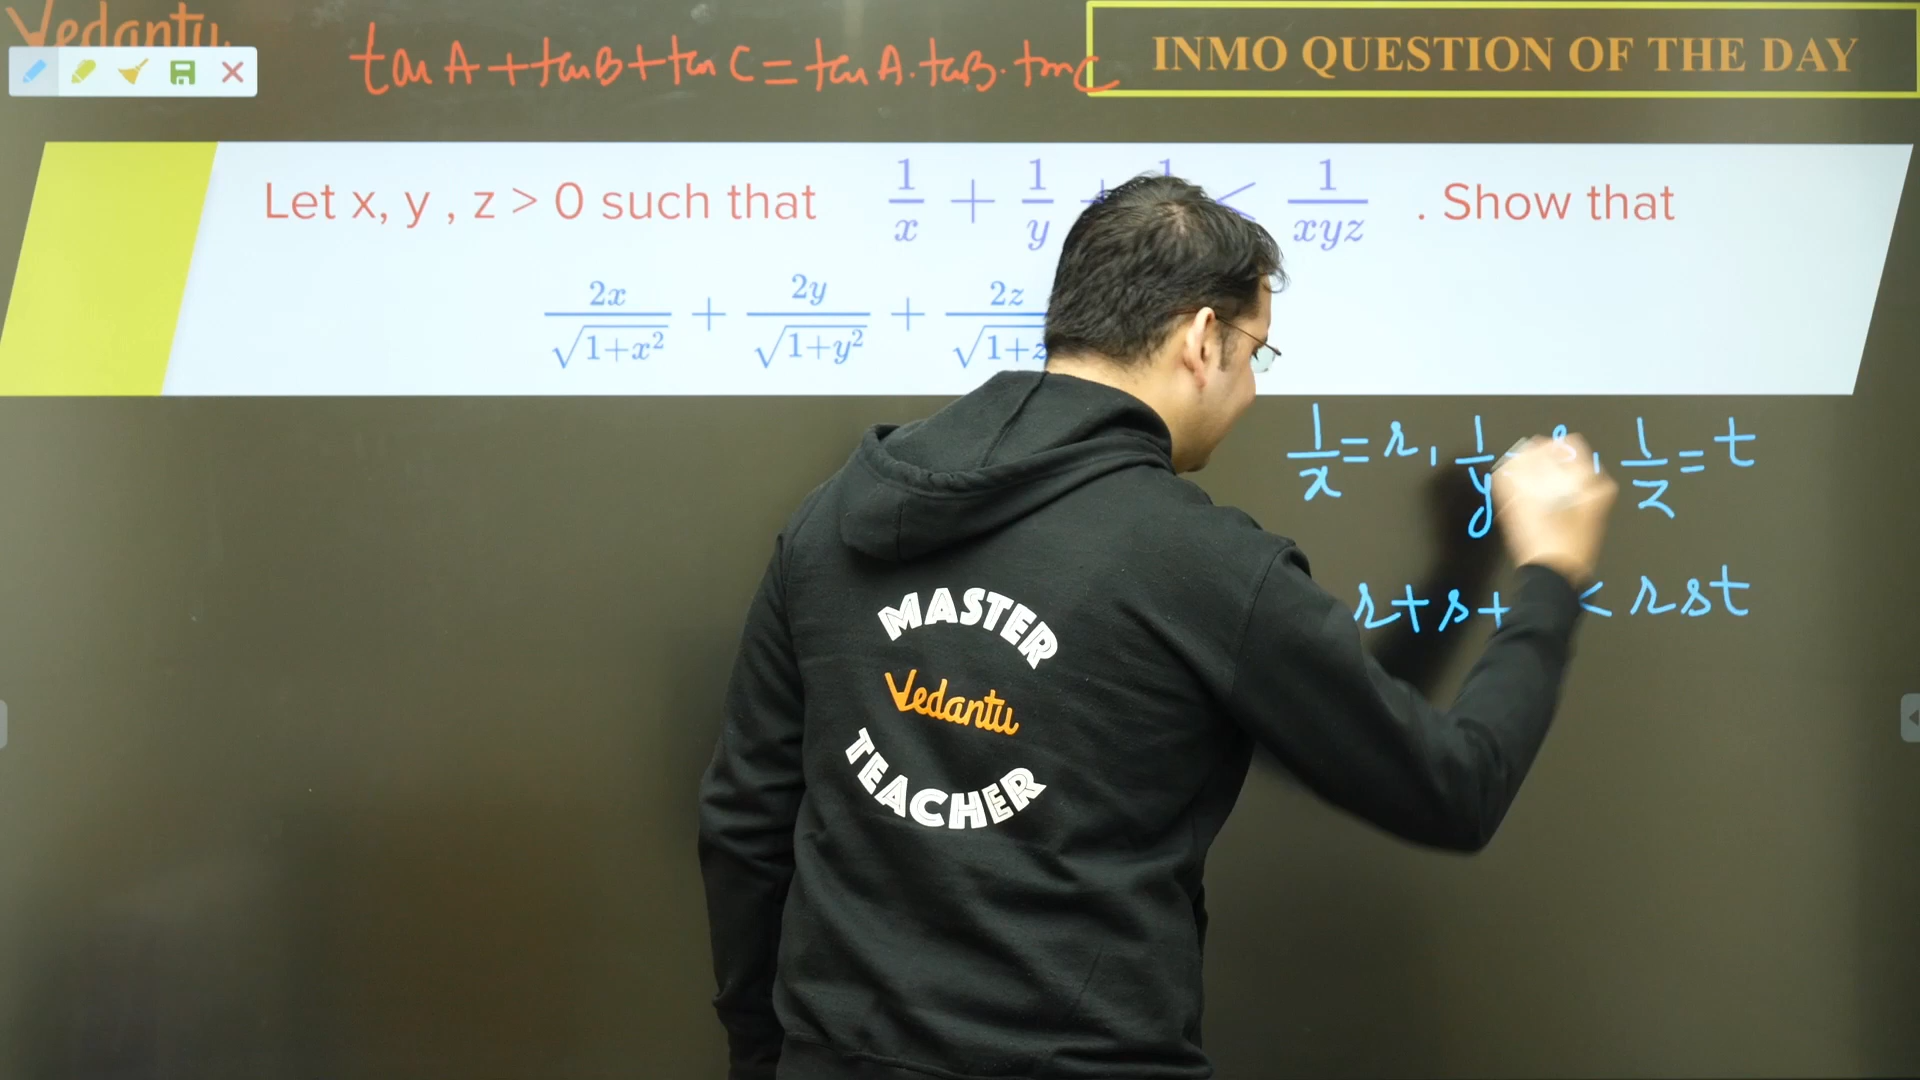 Vedantu
tan A + tan B + tan C = tan A . tan B . tan C
INMO QUESTION OF THE DAY
Let x, y , z > 0 such that 1/x + 1/y + 1 < 1/xyz . Show that
2x/√1+x² + 2y/√1+y² + 2z/√1+z
1/x = r, 1/y = s, 1/z = t
r + s + < rst
MASTER
Vedantu
TEACHER